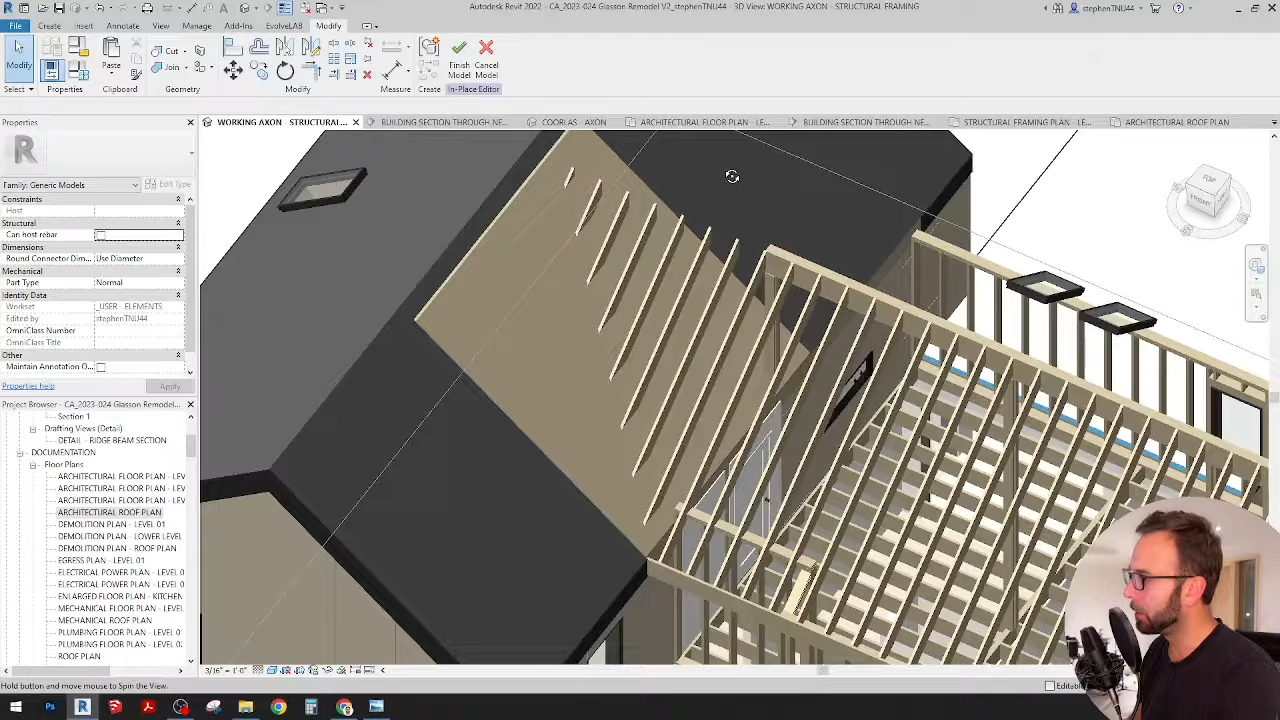 Autodesk Revit 2022 - CA_2023-024 Glasson Remodel V2_stephenTNU44 - 3D View: WORKING AXON - STRUCTURAL FRAMING
stephenTNU44
File Create Insert Annotate View Manage Add-Ins EvolveLAB Modify
Modify Paste Cut Join Finish Model Cancel Model
Select Properties Clipboard Geometry Modify Measure Create In-Place Editor
Properties
WORKING AXON - STRUCTURAL... BUILDING SECTION THROUGH NE... COORLAS AXON ARCHITECTURAL FLOOR PLAN - LE... BUILDING SECTION THROUGH NE... STRUCTURAL FRAMING PLAN - LE... ARCHITECTURAL ROOF PLAN
R
Family: Generic Models Edit Type
Constraints
Host
Structural
Can host rebar
Dimensions
Round Connector Dim... Use Diameter
Mechanical
Part Type Normal
Identity Data
Workset _USER - ELEMENTS
Edited by stephenTNU44
OmniClass Number
OmniClass Title
Other
Maintain Annotation O...
Properties help Apply
Project Browser - CA_2023-024 Glasson Remodel...
Section 1
Drafting Views (Detail)
DETAIL - RIDGE BEAM SECTION
DOCUMENTATION
Floor Plans
ARCHITECTURAL FLOOR PLAN - LEV
ARCHITECTURAL FLOOR PLAN - LEV
ARCHITECTURAL FLOOR PLAN - LEV
ARCHITECTURAL ROOF PLAN
DEMOLITION PLAN - LEVEL 01
DEMOLITION PLAN - LOWER LEVEL
DEMOLITION PLAN - ROOF PLAN
EGRESS PLAN - LEVEL 01
ELECTRICAL POWER PLAN - LEVEL 0
ELECTRICAL POWER PLAN - LEVEL 0
ENLARGED FLOOR PLAN - KITCHEN
MECHANICAL FLOOR PLAN - LEVEL
MECHANICAL ROOF PLAN
PLUMBING FLOOR PLAN - LEVEL 0
PLUMBING FLOOR PLAN - LEVEL 0
ROOF PLAN
TOP
FRONT
3/16" = 1'-0"
Hold button and move mouse to Spin the View.
Editable